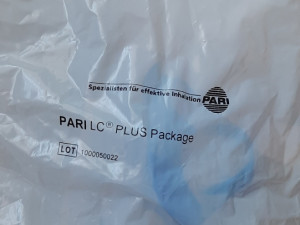 Spezialisten für effektive Inhalation
PARI
PARI LC® PLUS Package
LOT 1000050022